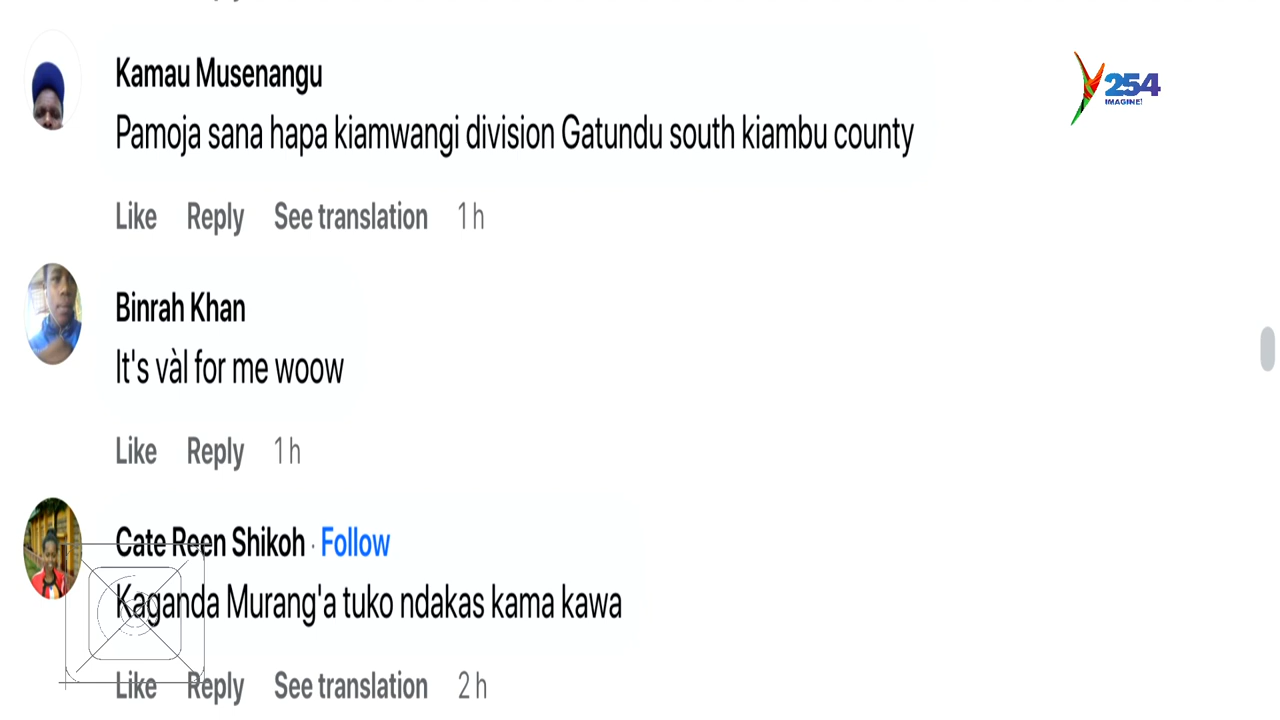 Kamau Musenangu
Pamoja sana hapa kiamwangi division Gatundu south kiambu county
Like Reply See translation 1 h
Y 254
IMAGINE!
Binrah Khan
It's vàl for me woow
Like Reply 1 h
Cate Reen Shikoh · Follow
Kaganda Murang'a tuko ndakas kama kawa
Like Reply See translation 2 h